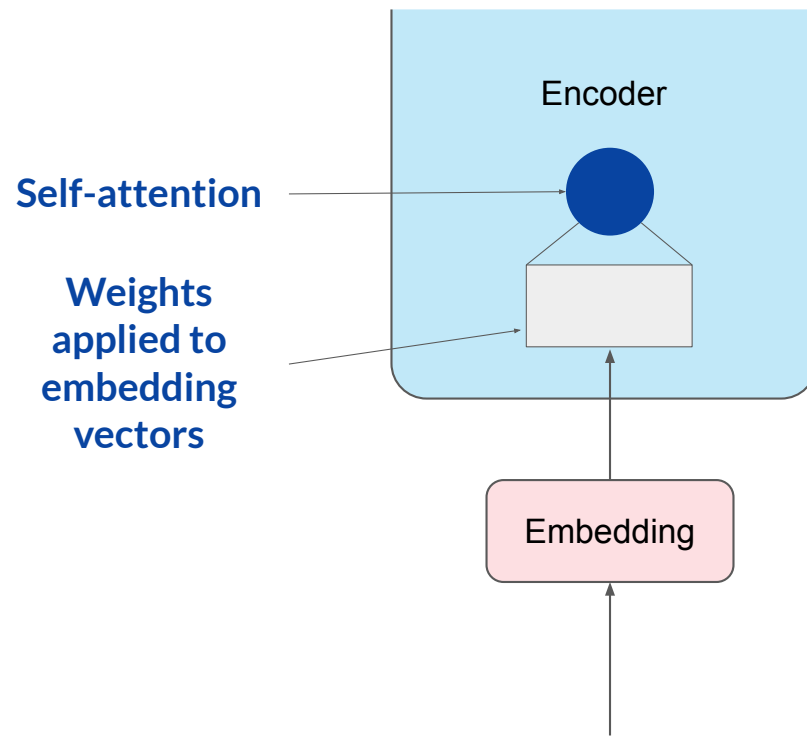 Encoder
Self-attention
Weights
applied to
embedding
vectors
Embedding